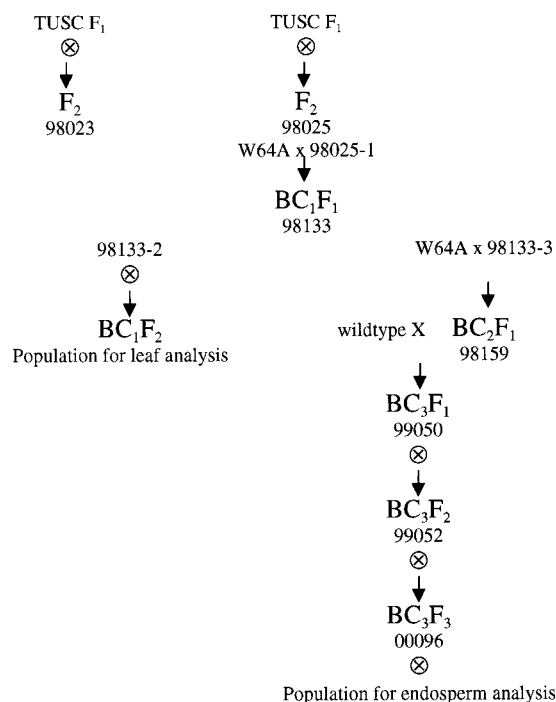 TUSC F₁ TUSC F₁
⊗ ⊗
F₂ F₂
98023 98025
W64A x 98025-1
BC₁F₁
98133
98133-2 W64A x 98133-3
⊗
BC₁F₂ wildtype X BC₂F₁
Population for leaf analysis 98159
BC₃F₁
99050
⊗
BC₃F₂
99052
⊗
BC₃F₃
00096
⊗
Population for endosperm analysis